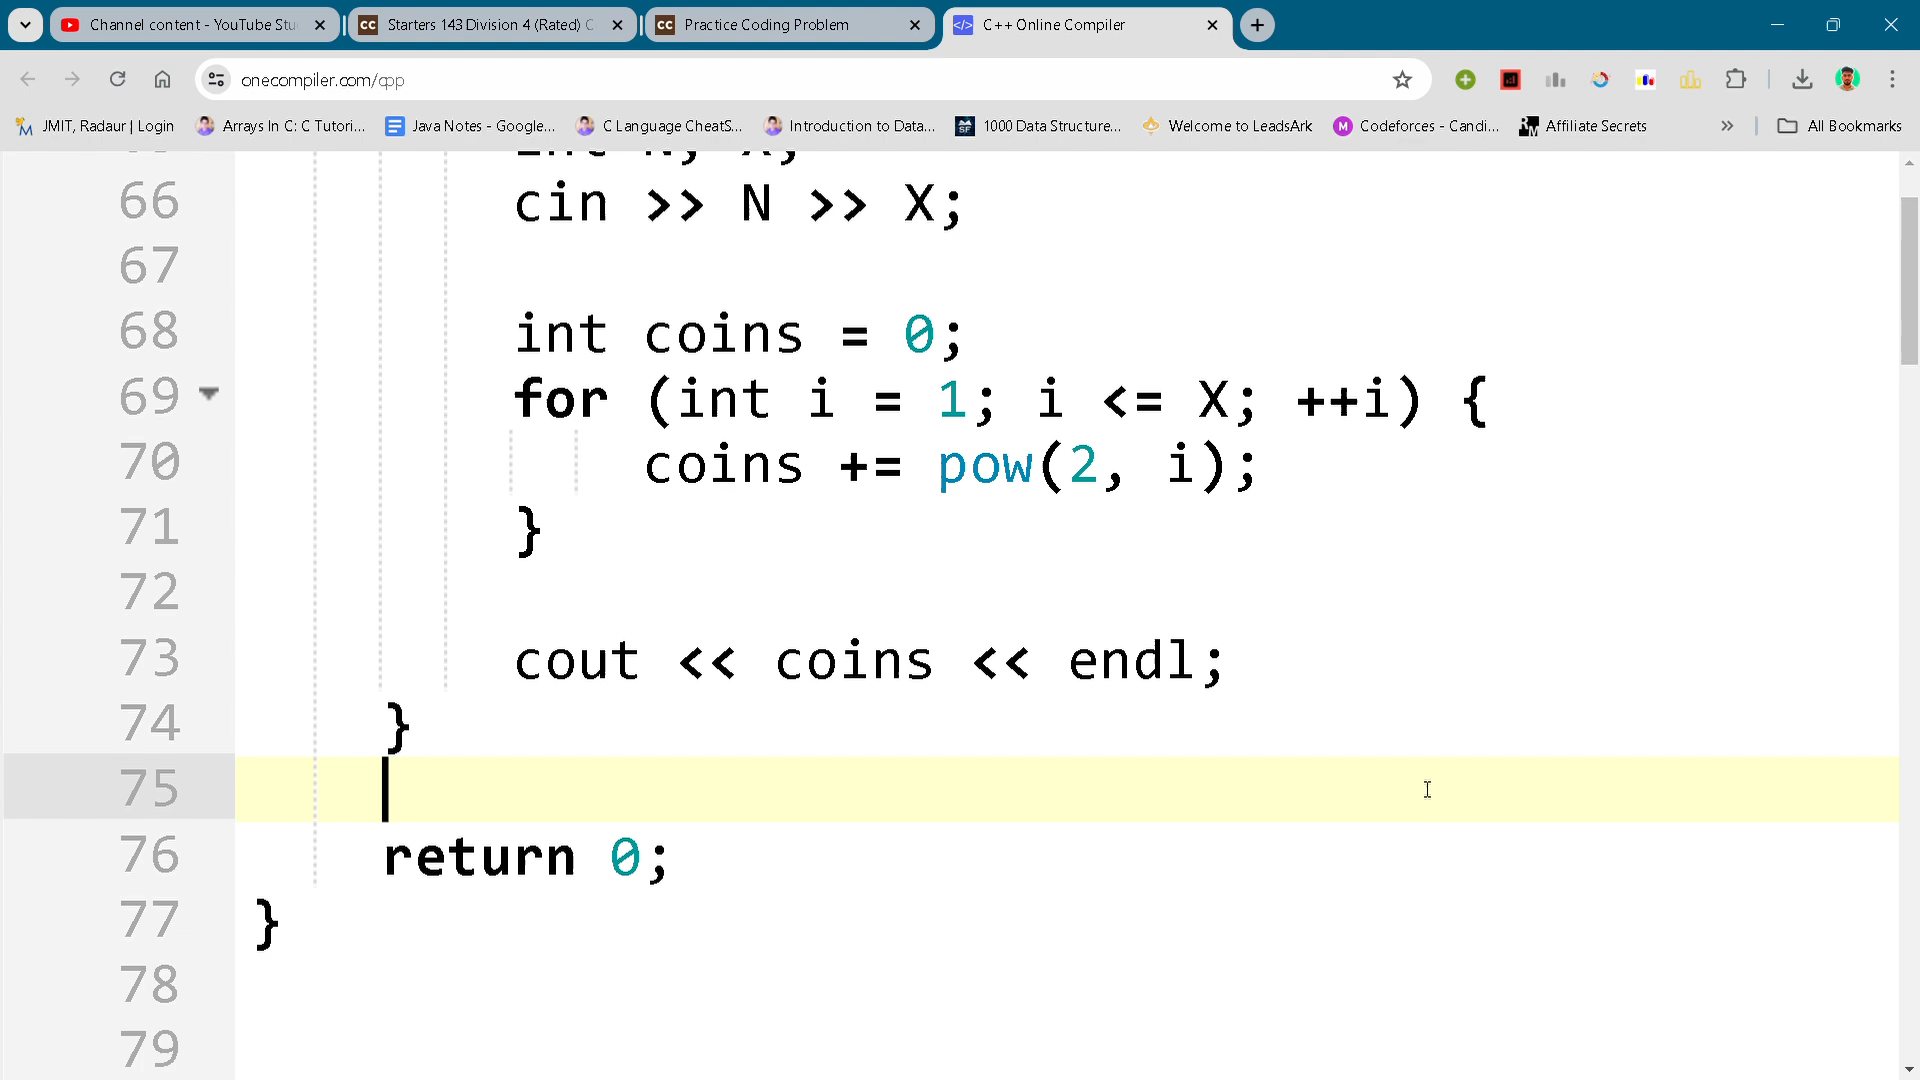 Channel content - YouTube Stu
Starters 143 Division 4 (Rated) C
Practice Coding Problem
C++ Online Compiler
onecompiler.com/cpp
JMIT, Radaur | Login
Arrays In C: C Tutori...
Java Notes - Google...
C Language CheatS...
Introduction to Data...
1000 Data Structure...
Welcome to LeadsArk
Codeforces - Candi...
Affiliate Secrets
All Bookmarks
int N, X;
66 cin >> N >> X;
67
68 int coins = 0;
69 for (int i = 1; i <= X; ++i) {
70 coins += pow(2, i);
71 }
72
73 cout << coins << endl;
74 }
75
76 return 0;
77 }
78
79